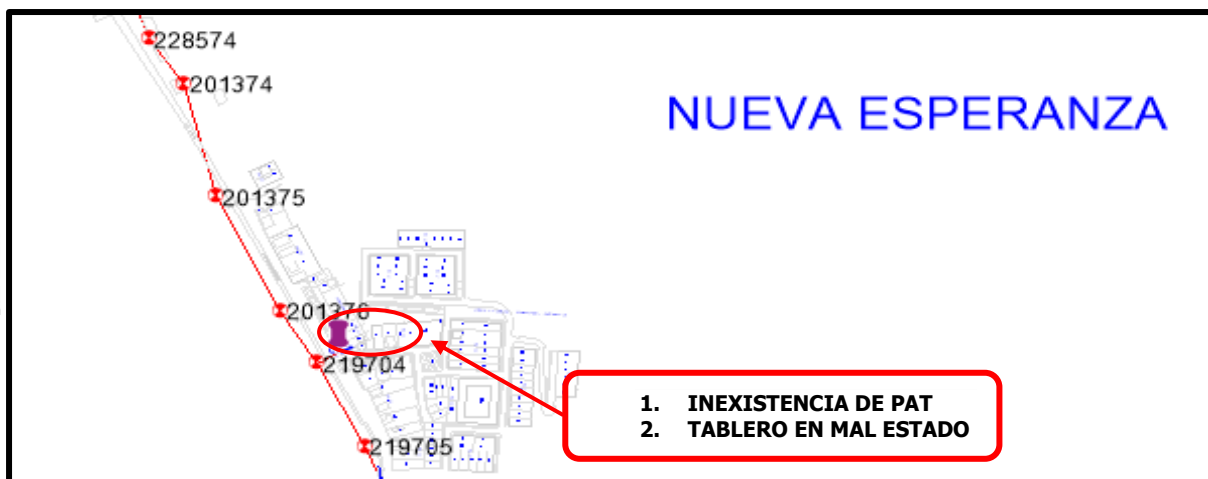 228574
201374
NUEVA ESPERANZA
201375
201376
219704
1. INEXISTENCIA DE PAT
2. TABLERO EN MAL ESTADO
219705